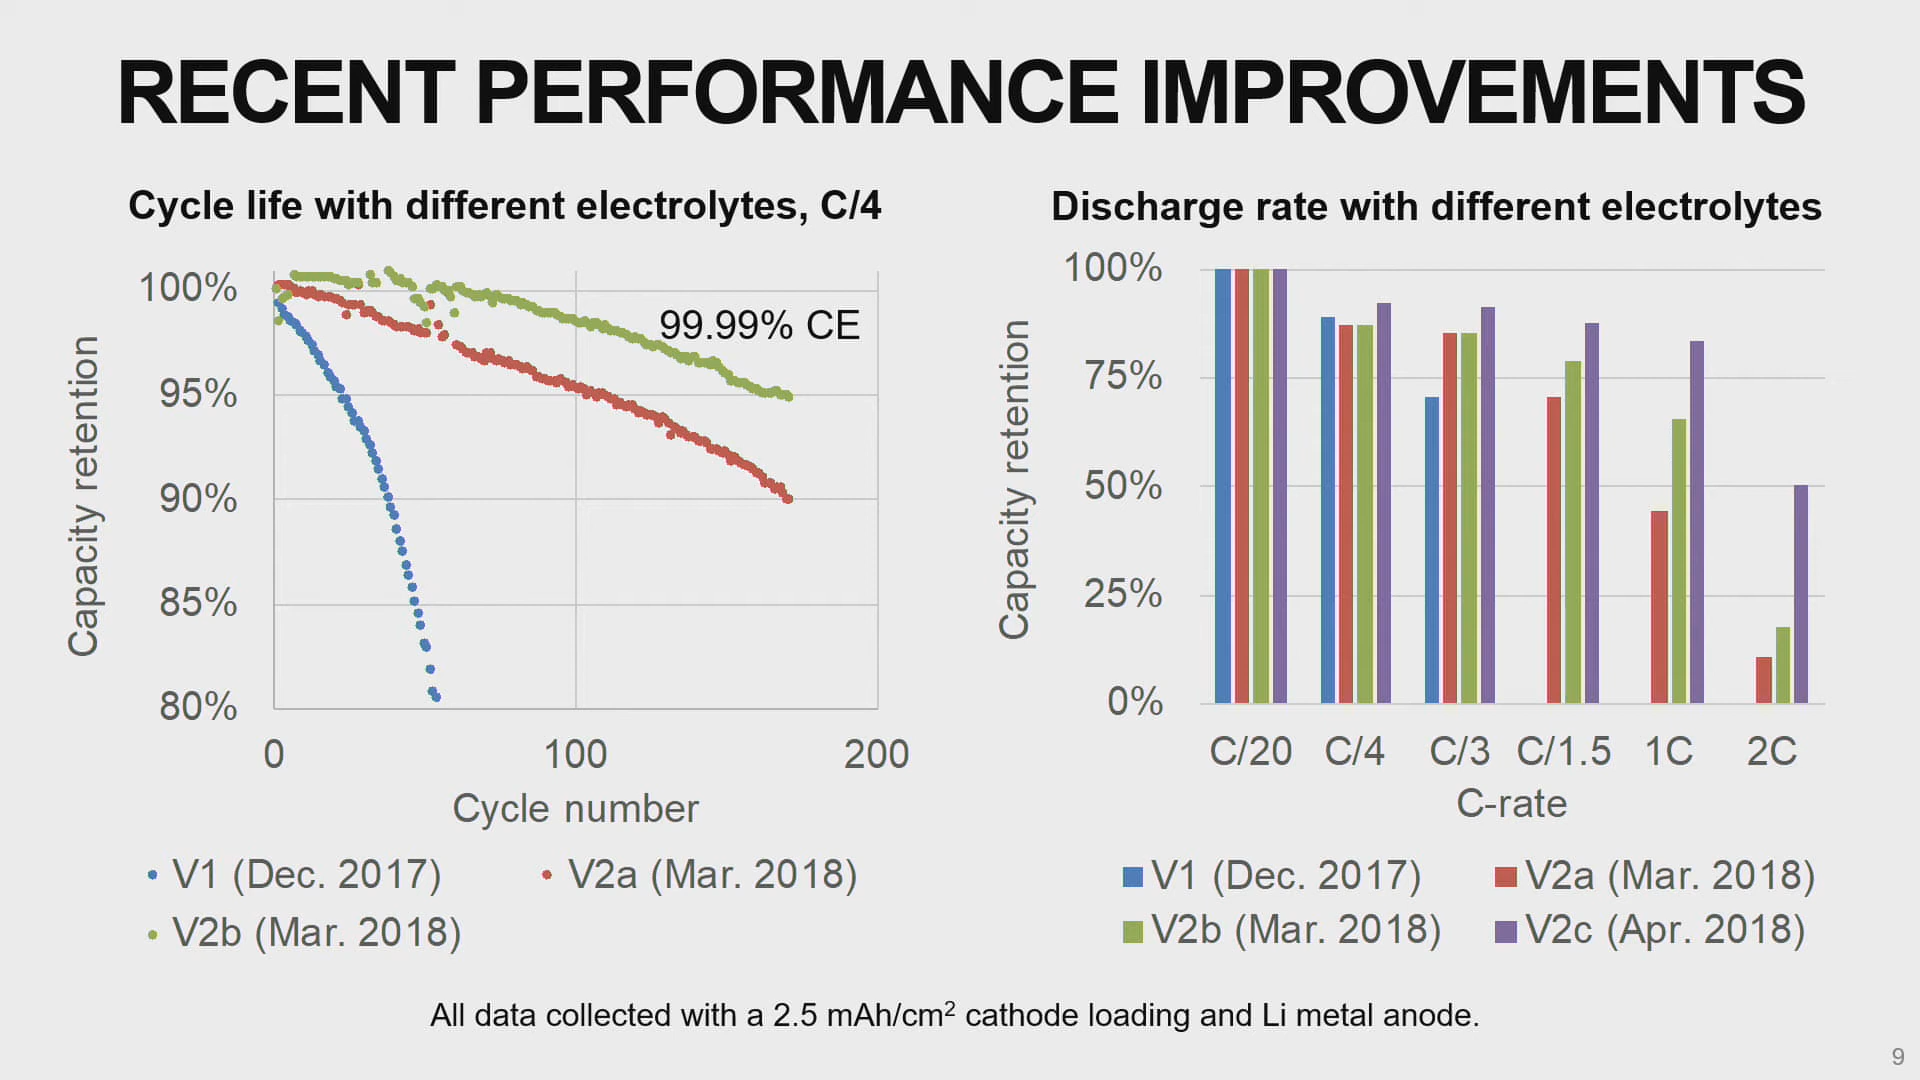 RECENT PERFORMANCE IMPROVEMENTS
Cycle life with different electrolytes, C/4
100%
95%
90%
85%
80%
Capacity retention
99.99% CE
0
100
200
Cycle number
V1 (Dec. 2017)
V2a (Mar. 2018)
V2b (Mar. 2018)
Discharge rate with different electrolytes
100%
75%
50%
25%
0%
Capacity retention
C/20
C/4
C/3
C/1.5
1C
2C
C-rate
V1 (Dec. 2017)
V2a (Mar. 2018)
V2b (Mar. 2018)
V2c (Apr. 2018)
All data collected with a 2.5 mAh/cm² cathode loading and Li metal anode.
9